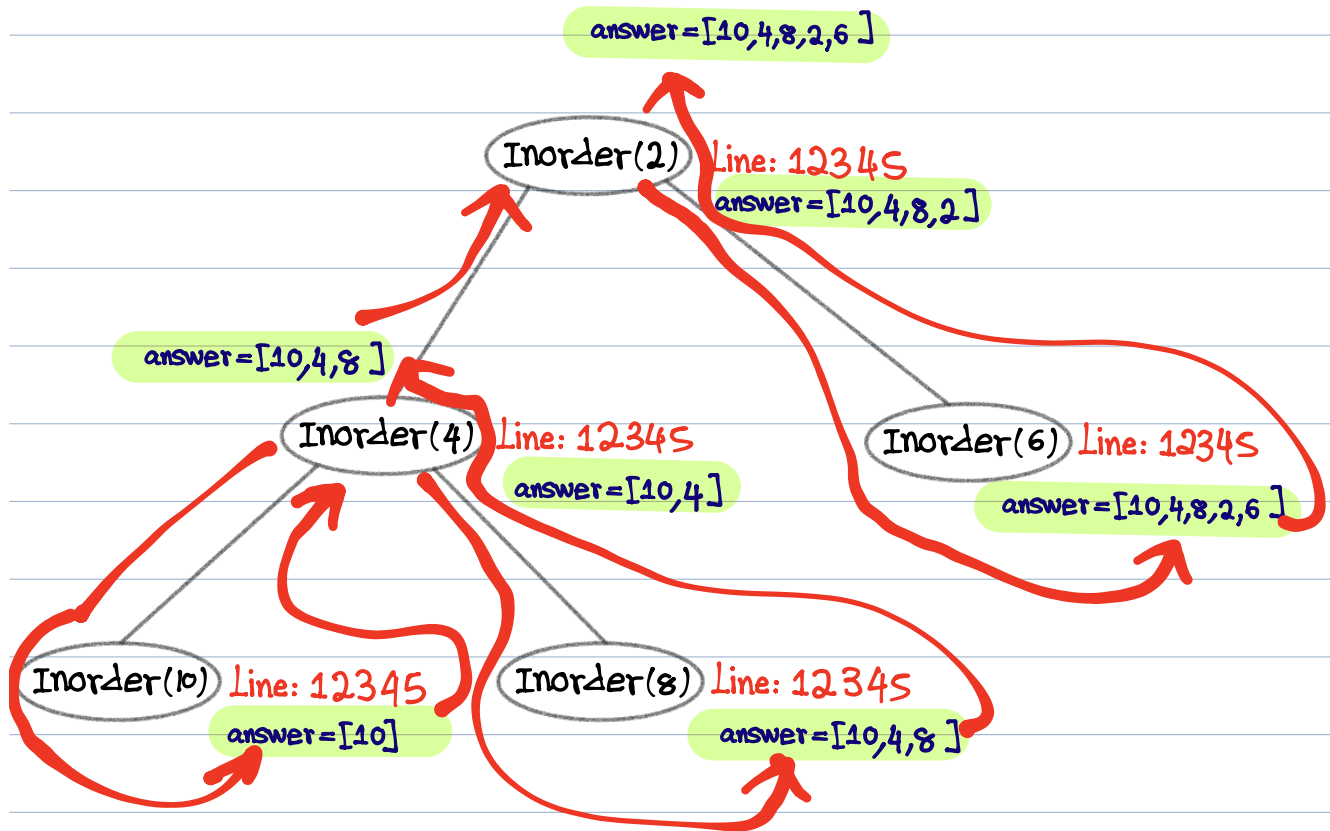 answer=[10,4,8,2,6 ]
Inorder(2)
Line: 12345
answer=[10,4,8,2]
answer=[10,4,8 ]
Inorder(4)
Line: 12345
answer=[10,4 ]
Inorder(6)
Line: 12345
answer=[10,4,8,2,6 ]
Inorder(10)
Line: 12345
answer=[10]
Inorder(8)
Line: 12345
answer=[10,4,8 ]